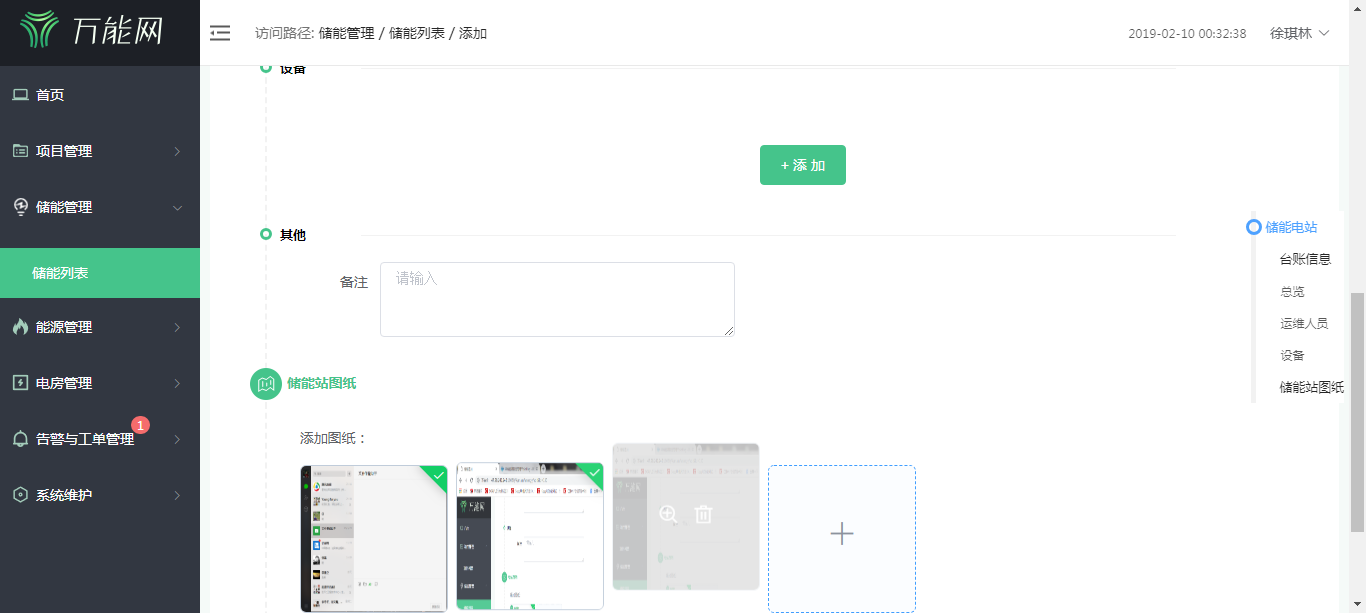 万能网
访问路径: 储能管理 / 储能列表 / 添加
2019-02-10 00:32:38
徐琪林
首页
项目管理
储能管理
储能列表
能源管理
电房管理
告警与工单管理
1
系统维护
设备
+ 添 加
其他
备注
请输入
储能站图纸
添加图纸：
储能电站
台账信息
总览
运维人员
设备
储能站图纸
万能网